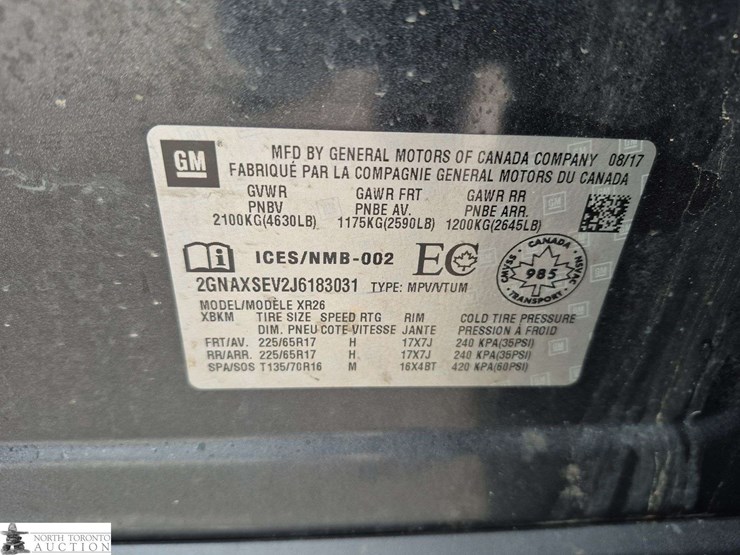 GM
MFD BY GENERAL MOTORS OF CANADA COMPANY 08/17
FABRIQUÉ PAR LA COMPAGNIE GENERAL MOTORS DU CANADA
GVWR GAWR FRT GAWR RR
PNBV PNBE AV. PNBE ARR.
2100KG(4630LB) 1175KG(2590LB) 1200KG(2645LB)
i ICES/NMB-002 EC
CANADA
CMVSS 985 NSVAC
TRANSPORT
2GNAXSEV2J6183031 TYPE: MPV/VTUM
MODEL/MODELE XR26
XBKM TIRE SIZE SPEED RTG RIM COLD TIRE PRESSURE
DIM. PNEU COTE-VITESSE JANTE PRESSION A FROID
FRT/AV. 225/65R17 H 17X7J 240 KPA(35PSI)
RR/ARR. 225/65R17 H 17X7J 240 KPA(35PSI)
SPA/SOS T135/70R16 M 16X4BT 420 KPA(60PSI)
NORTH TORONTO
AUCTION